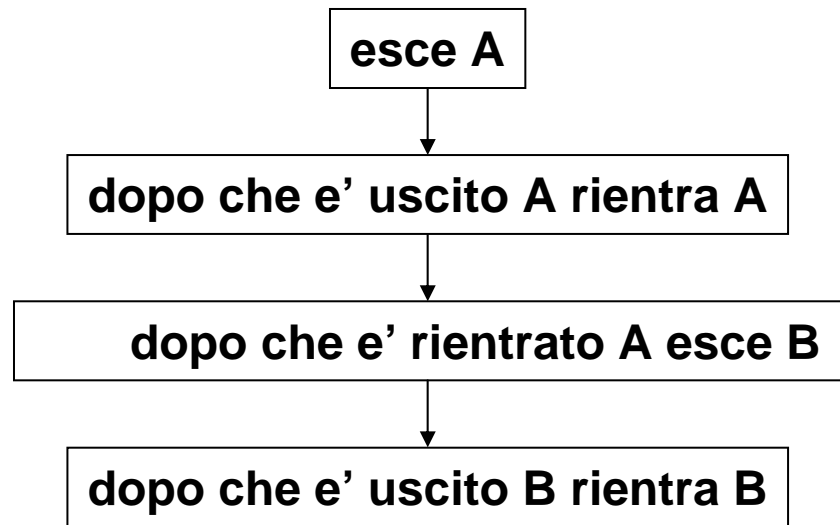 esce A
dopo che e’ uscito A rientra A
dopo che e’ rientrato A esce B
dopo che e’ uscito B rientra B